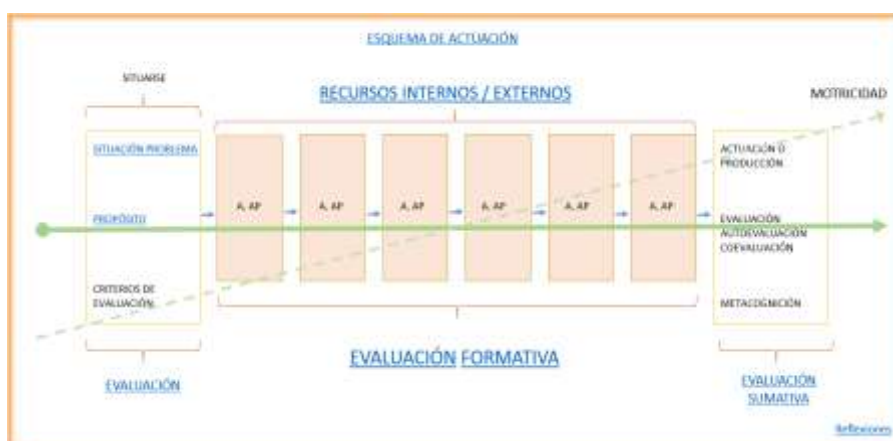 ESQUEMA DE ACTUACIÓN
SITUARSE
RECURSOS INTERNOS / EXTERNOS
MOTRICIDAD
SITUACIÓN PROBLEMA
PROPÓSITO
CRITERIOS DE
EVALUACIÓN
A, AP
A, AP
A, AP
A, AP
A, AP
A, AP
ACTUACIÓN O
PRODUCCIÓN
EVALUACIÓN
AUTOEVALUACIÓN
COEVALUACIÓN
METACOGNICIÓN
EVALUACIÓN
EVALUACIÓN FORMATIVA
EVALUACIÓN
SUMATIVA
Reflexiones